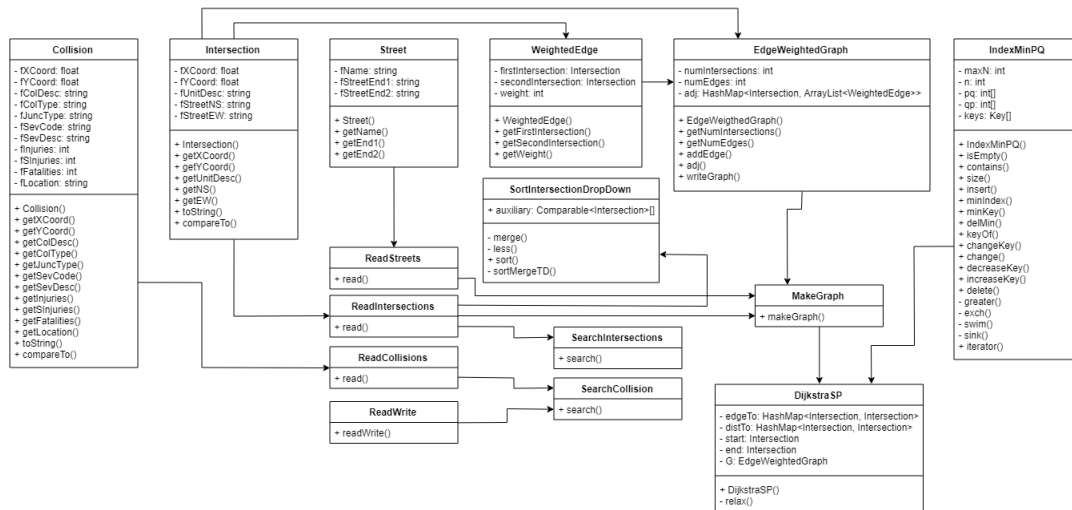 Collision
- fXCoord: float
- fYCoord: float
- fColDesc: string
- fColType: string
- fJuncType: string
- fSevCode: string
- fSevDesc: string
- fInjuries: int
- fSInjuries: int
- fFatalities: int
- fLocation: string
+ Collision()
+ getXCoord()
+ getYCoord()
+ getColDesc()
+ getColType()
+ getJuncType()
+ getSevCode()
+ getSevDesc()
+ getInjuries()
+ getSInjuries()
+ getFatalities()
+ getLocation()
+ toString()
+ compareTo()
Intersection
- fXCoord: float
- fYCoord: float
- fUnitDesc: string
- fStreetNS: string
- fStreetEW: string
+ Intersection()
+ getXCoord()
+ getYCoord()
+ getUnitDesc()
+ getNS()
+ getEW()
+ toString()
+ compareTo()
Street
- fName: string
- fStreetEnd1: string
- fStreetEnd2: string
+ Street()
+ getName()
+ getEnd1()
+ getEnd2()
WeightedEdge
- firstIntersection: Intersection
- secondIntersection: Intersection
- weight: int
+ WeightedEdge()
+ getFirstIntersection()
+ getSecondIntersection()
+ getWeight()
EdgeWeightedGraph
- numIntersections: int
- numEdges: int
- adj: HashMap<Intersection, ArrayList<WeightedEdge>>
+ EdgeWeigthedGraph()
+ getNumIntersections()
+ getNumEdges()
+ addEdge()
+ adj()
+ writeGraph()
IndexMinPQ
- maxN: int
- n: int
- pq: int[]
- qp: int[]
- keys: Key[]
+ IndexMinPQ()
+ isEmpty()
+ contains()
+ size()
+ insert()
+ minIndex()
+ minKey()
+ delMin()
+ keyOf()
+ changeKey()
+ change()
+ decreaseKey()
+ increaseKey()
+ delete()
- greater()
- exch()
- swim()
- sink()
+ iterator()
SortIntersectionDropDown
+ auxiliary: Comparable<Intersection>[]
- merge()
- less()
+ sort()
- sortMergeTD()
ReadStreets
+ read()
ReadIntersections
+ read()
ReadCollisions
+ read()
ReadWrite
+ readWrite()
SearchIntersections
+ search()
SearchCollision
+ search()
MakeGraph
+ makeGraph()
DijkstraSP
- edgeTo: HashMap<Intersection, Intersection>
- distTo: HashMap<Intersection, Intersection>
- start: Intersection
- end: Intersection
- G: EdgeWeightedGraph
+ DijkstraSP()
- relax()